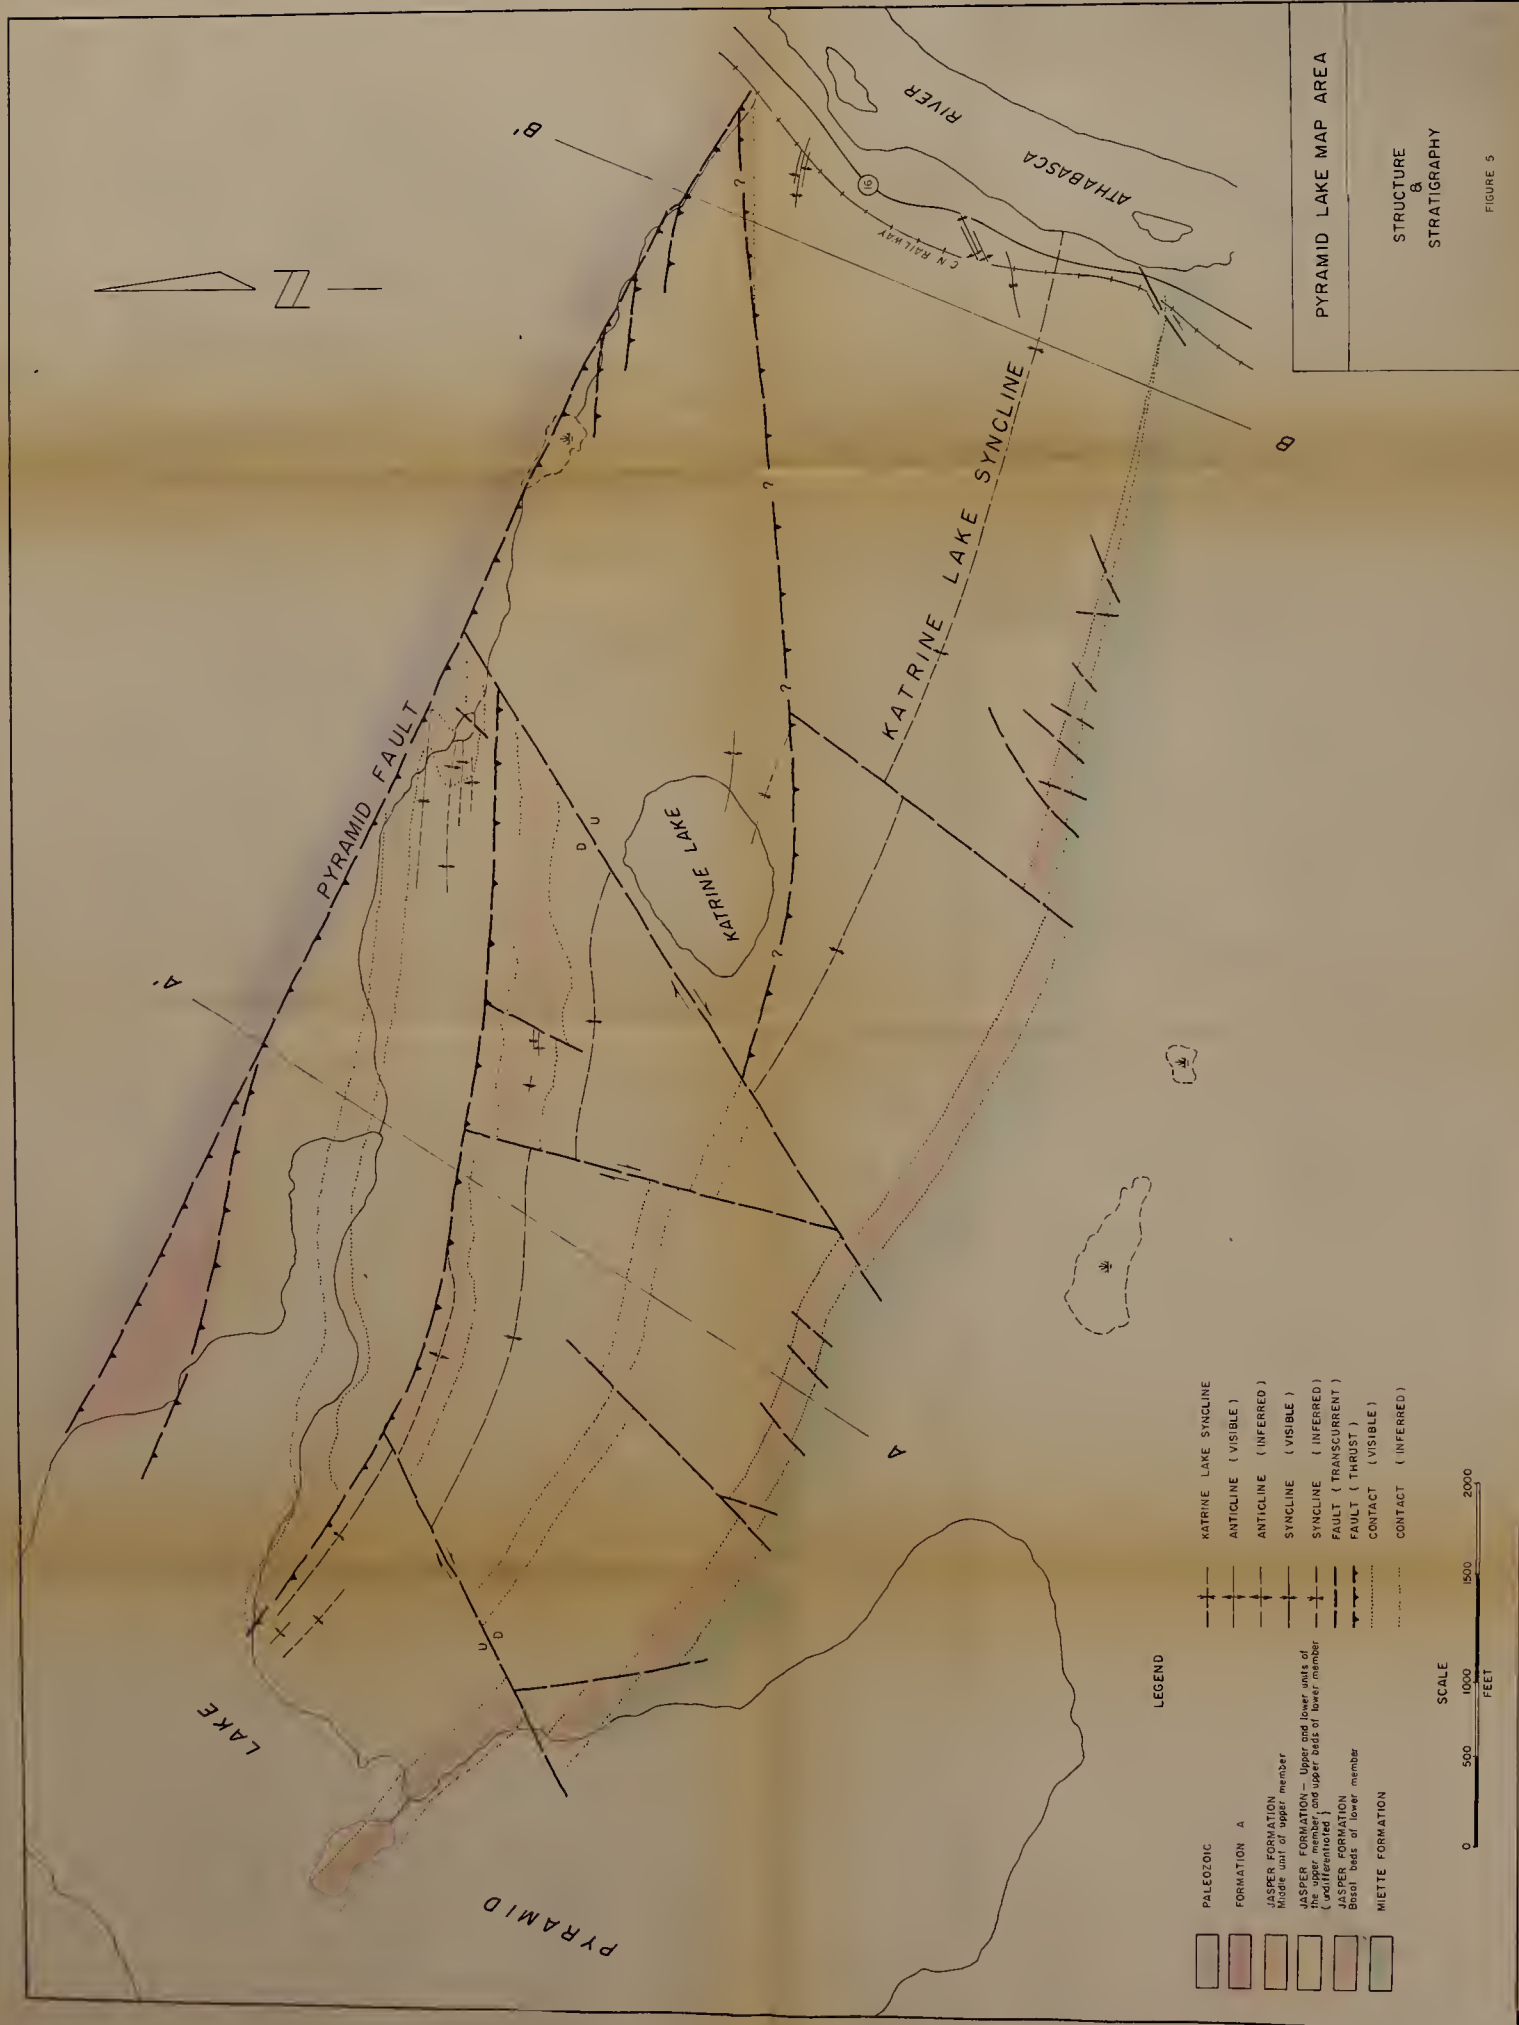 PYRAMID LAKE MAP AREA
STRUCTURE
&
STRATIGRAPHY
FIGURE 5
N
PYRAMID
LAKE
PYRAMID FAULT
KATRINE LAKE
KATRINE LAKE SYNCLINE
ATHABASCA
RIVER
C N RAILWAY
16
A
A'
B
B'
U
D
D
U
?
?
?
?
LEGEND
PALEOZOIC
FORMATION A
JASPER FORMATION
Middle unit of upper member
JASPER FORMATION — Upper and lower units of
the upper member, and upper beds of lower member
( undifferentiated )
JASPER FORMATION
Basal beds of lower member
MIETTE FORMATION
KATRINE LAKE SYNCLINE
ANTICLINE ( VISIBLE )
ANTICLINE ( INFERRED )
SYNCLINE ( VISIBLE )
SYNCLINE ( INFERRED )
FAULT ( TRANSCURRENT )
FAULT ( THRUST )
CONTACT ( VISIBLE )
CONTACT ( INFERRED )
SCALE
0 500 1000 1500 2000
FEET